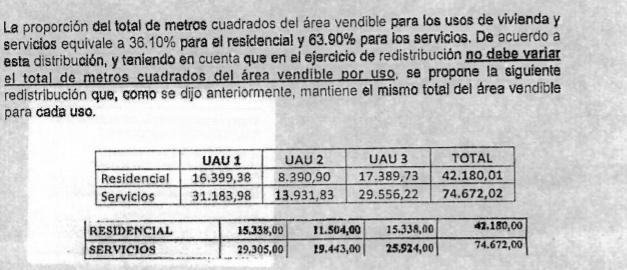 La proporción del total de metros cuadrados del área vendible para los usos de vivienda y
servicios equivale a 36.10% para el residencial y 63.90% para los servicios. De acuerdo a
esta distribución, y teniendo en cuenta que en el ejercicio de redistribución no debe variar
el total de metros cuadrados del área vendible por uso, se propone la siguiente
redistribución que, como se dijo anteriormente, mantiene el mismo total del área vendible
para cada uso.
UAU 1 UAU 2 UAU 3 TOTAL
Residencial 16.399,38 8.390,90 17.389,73 42.180,01
Servicios 31.183,98 13.931,83 29.556,22 74.672,02
RESIDENCIAL 15.338,00 11.504,00 15.338,00 42.180,00
SERVICIOS 29.305,00 19.443,00 25.924,00 74.672,00